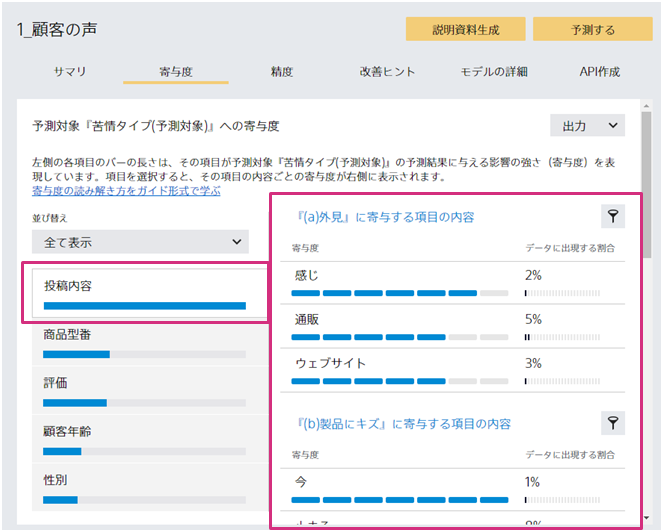 1_顧客の声
説明資料生成
予測する
サマリ
寄与度
精度
改善ヒント
モデルの詳細
API作成
予測対象『苦情タイプ(予測対象)』への寄与度
出力
左側の各項目のバーの長さは、その項目が予測対象『苦情タイプ(予測対象)』の予測結果に与える影響の強さ（寄与度）を表
現しています。項目を選択すると、その項目の内容ごとの寄与度が右側に表示されます。
寄与度の読み解き方をガイド形式で学ぶ
並び替え
全て表示
投稿内容
商品型番
評価
顧客年齢
性別
『(a)外見』に寄与する項目の内容
寄与度
データに出現する割合
感じ
2%
通販
5%
ウェブサイト
3%
『(b)製品にキズ』に寄与する項目の内容
寄与度
データに出現する割合
今
1%